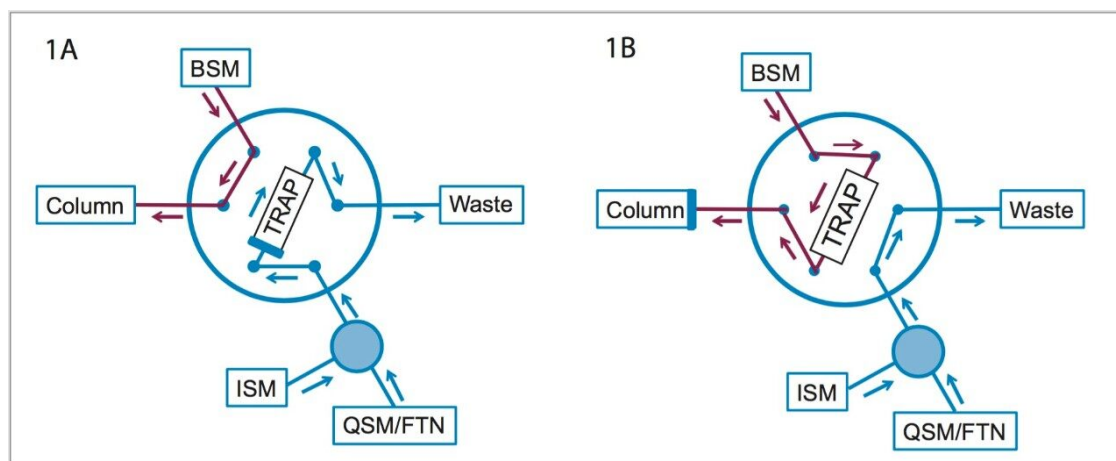 1A
BSM
TRAP
Column
Waste
ISM
QSM/FTN
1B
BSM
TRAP
Column
Waste
ISM
QSM/FTN